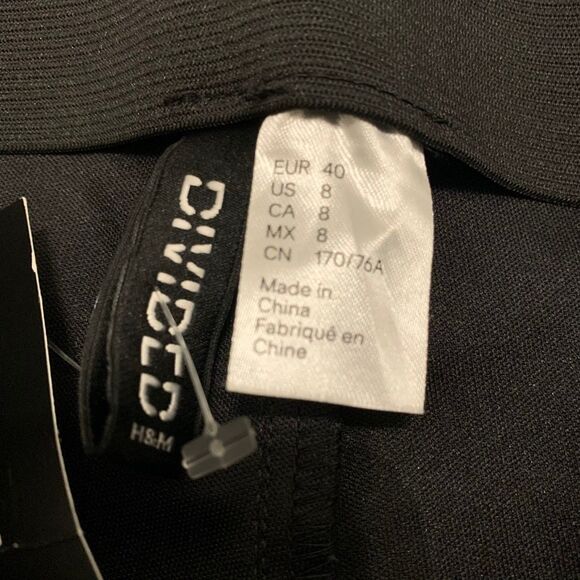 DIVIDED
H&M
EUR 40
US 8
CA 8
MX 8
CN 170/76A
Made in
China
Fabriqué en
Chine